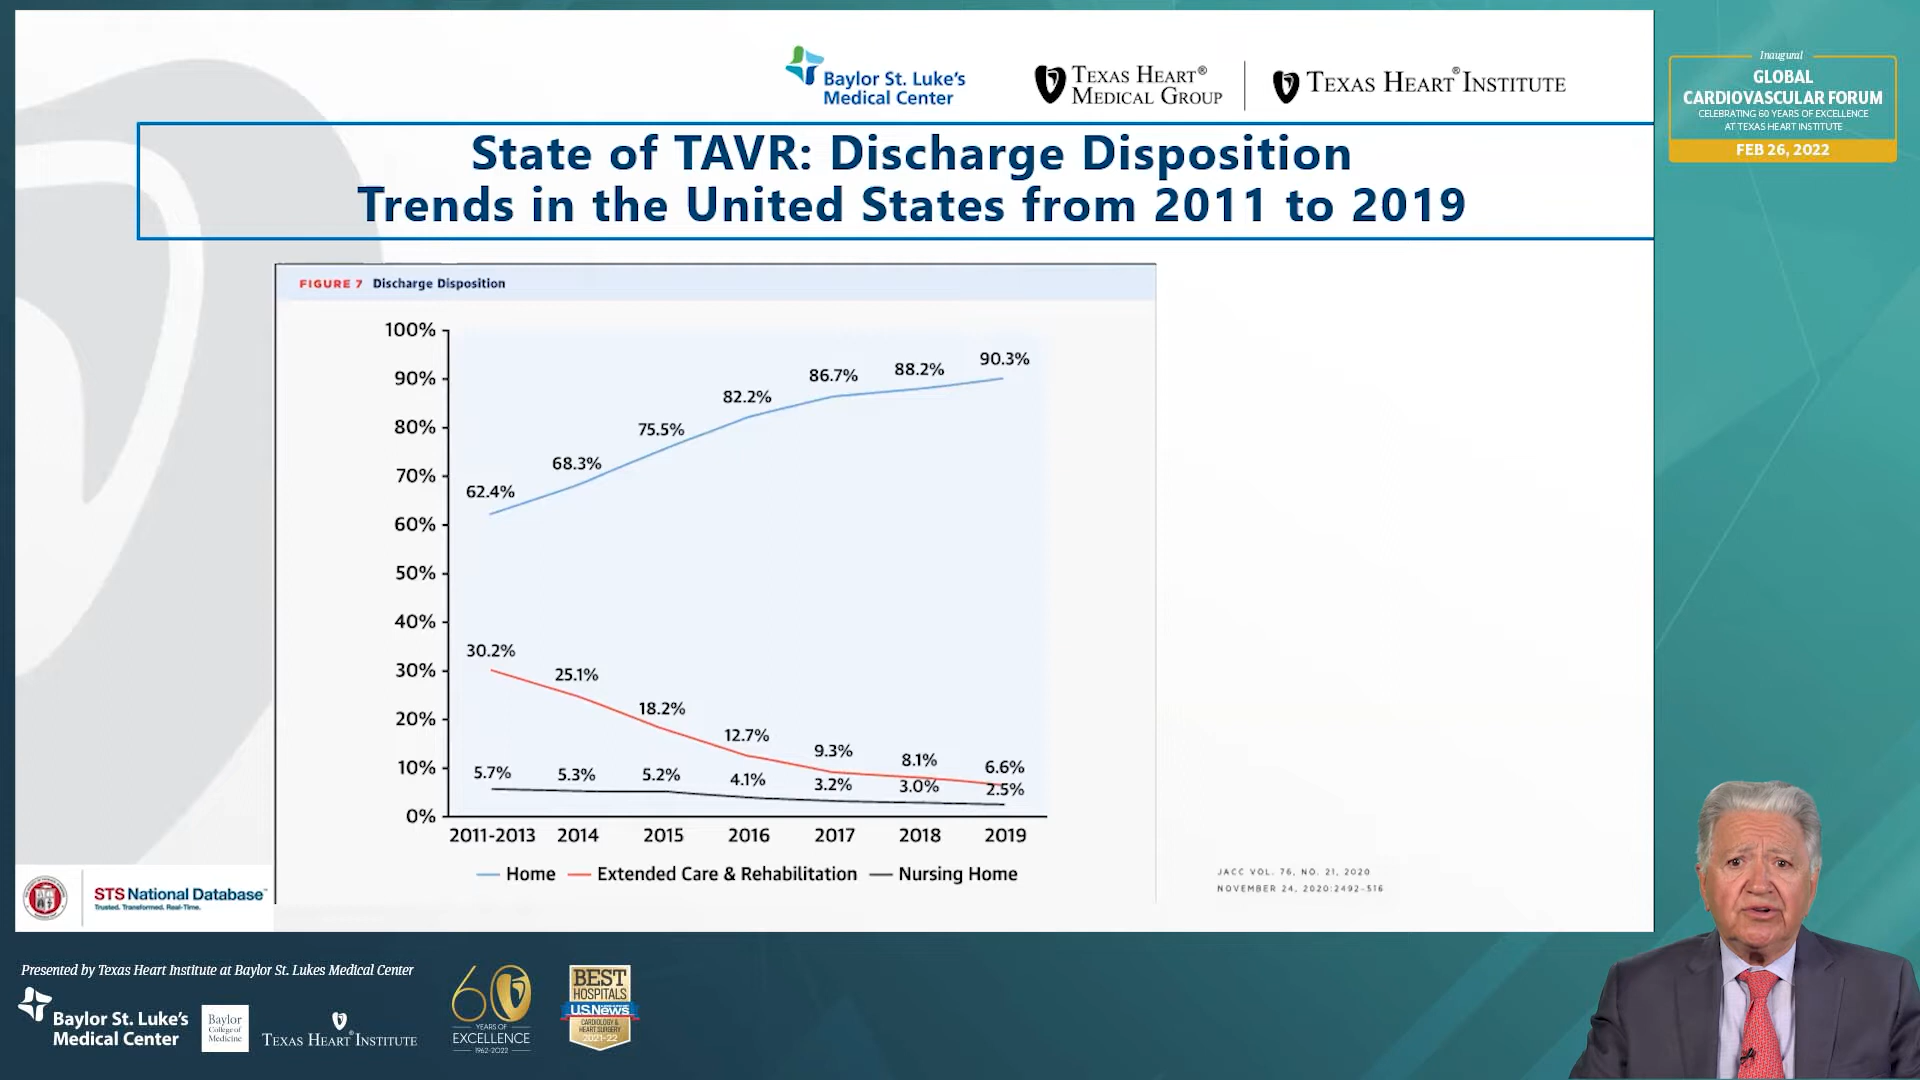 Baylor St. Luke's
Medical Center
TEXAS HEART®
MEDICAL GROUP
TEXAS HEART® INSTITUTE
Inaugural
GLOBAL
CARDIOVASCULAR FORUM
CELEBRATING 60 YEARS OF EXCELLENCE
AT TEXAS HEART INSTITUTE
FEB 26, 2022
State of TAVR: Discharge Disposition
Trends in the United States from 2011 to 2019
FIGURE 7 Discharge Disposition
100%
90%
80%
70%
60%
50%
40%
30%
20%
10%
0%
62.4%
68.3%
75.5%
82.2%
86.7%
88.2%
90.3%
30.2%
25.1%
18.2%
12.7%
9.3%
8.1%
6.6%
5.7%
5.3%
5.2%
4.1%
3.2%
3.0%
2.5%
2011-2013 2014 2015 2016 2017 2018 2019
Home Extended Care & Rehabilitation Nursing Home
JACC VOL. 76, NO. 21, 2020
NOVEMBER 24, 2020:2492-516
STS National Database™
Trusted. Transformed. Real-Time.
Presented by Texas Heart Institute at Baylor St. Lukes Medical Center
Baylor St. Luke's
Medical Center
Baylor
College of
Medicine
TEXAS HEART® INSTITUTE
60
YEARS OF
EXCELLENCE
1962-2022
BEST
HOSPITALS
U.S.News
CARDIOLOGY &
HEART SURGERY
2021-22